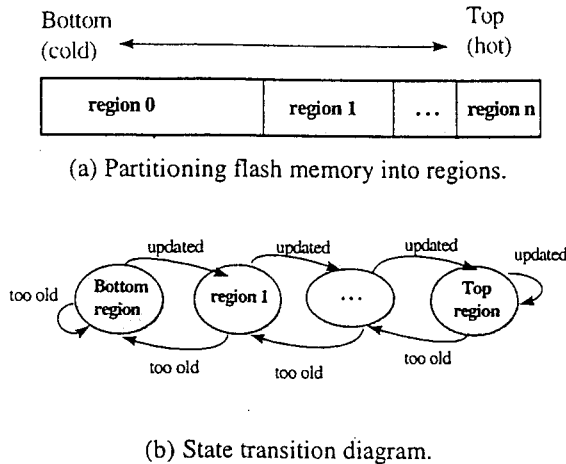 Bottom Top
(cold) (hot)
region 0 region 1 ... region n
(a) Partitioning flash memory into regions.
updated updated updated updated
too old Bottom region region 1 ... Top region
too old too old too old
(b) State transition diagram.